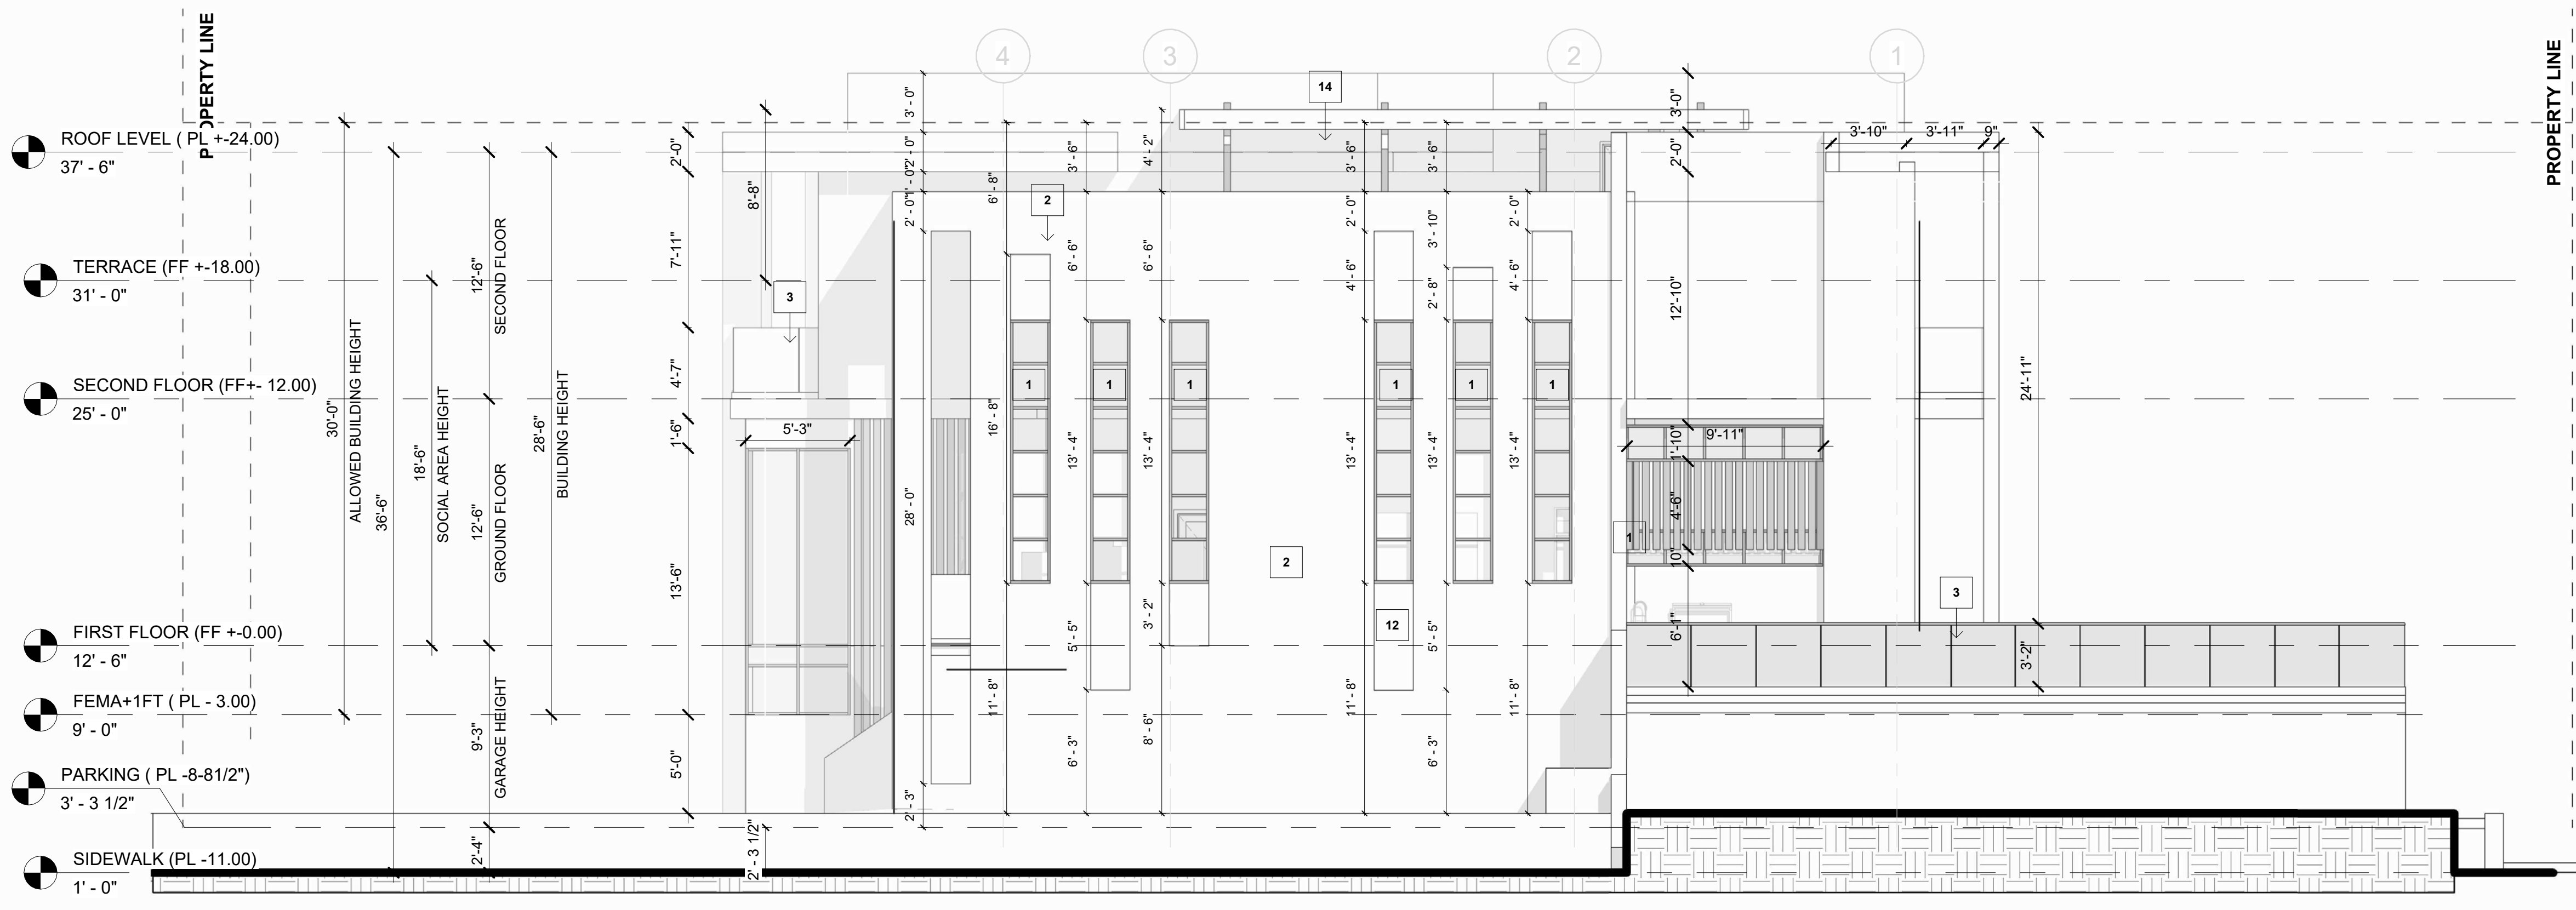 PROPERTY LINE
PROPERTY LINE
4
3
2
1
ROOF LEVEL ( PL +-24.00)
37' - 6"
TERRACE (FF +-18.00)
31' - 0"
SECOND FLOOR (FF+- 12.00)
25' - 0"
FIRST FLOOR (FF +-0.00)
12' - 6"
FEMA+1FT ( PL - 3.00)
9' - 0"
PARKING ( PL -8-81/2")
3' - 3 1/2"
SIDEWALK (PL -11.00)
1' - 0"
30'-0"
ALLOWED BUILDING HEIGHT
36'-6"
18'-6"
SOCIAL AREA HEIGHT
12'-6"
SECOND FLOOR
12'-6"
GROUND FLOOR
9'-3"
GARAGE HEIGHT
2'-4"
28'-6"
BUILDING HEIGHT
2'-0"
7'-11"
4'-7"
1'-6"
13'-6"
5'-0"
8'-8"
3
5'-3"
2' - 3 1/2"
3' - 0"
2' - 0"
1' - 0"
2' - 0"
28' - 0"
2' - 3"
6' - 8"
16' - 8"
11' - 8"
2
3' - 6"
6' - 6"
13' - 4"
5' - 5"
6' - 3"
4' - 2"
6' - 6"
13' - 4"
3' - 2"
8' - 6"
14
1
1
1
1
1
1
2
12
3' - 6"
2' - 0"
4' - 6"
13' - 4"
11' - 8"
3' - 6"
3' - 10"
2' - 8"
13' - 4"
5' - 5"
6' - 3"
2' - 0"
4' - 6"
13' - 4"
11' - 8"
3'-0"
2'-0"
12'-10"
1'-10"
9'-11"
4'-6"
10"
6'-1"
1
3'-10"
3'-11"
9"
24'-11"
3'-2"
3